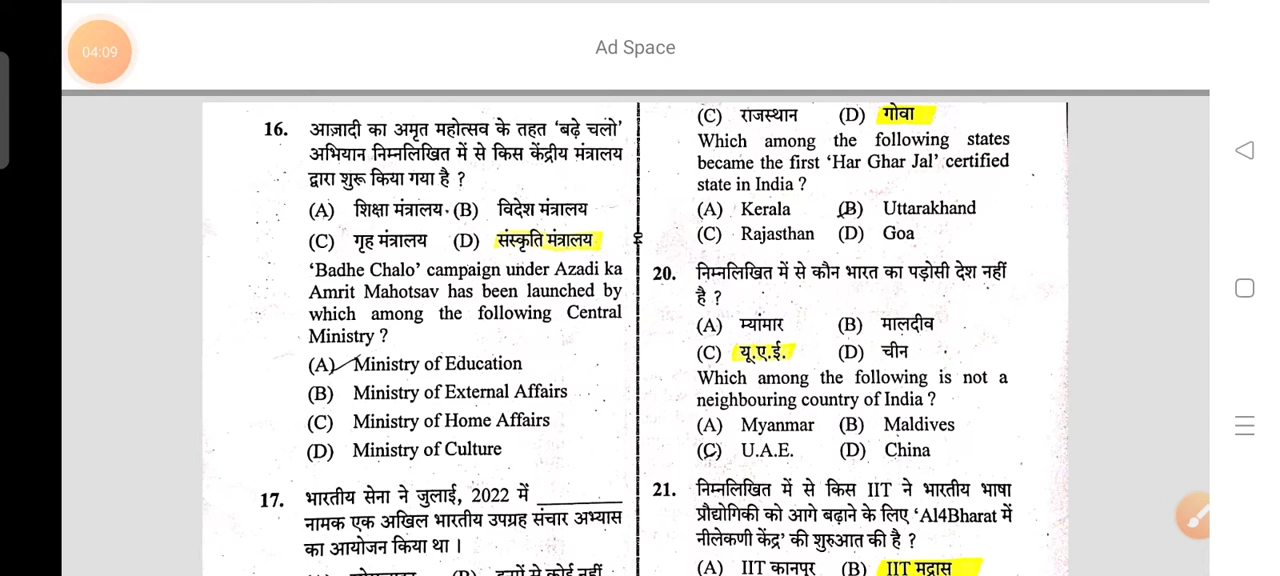 04:09
Ad Space
16. आज़ादी का अमृत महोत्सव के तहत 'बढ़े चलो'
अभियान निम्नलिखित में से किस केंद्रीय मंत्रालय
द्वारा शुरू किया गया है ?
(A) शिक्षा मंत्रालय (B) विदेश मंत्रालय
(C) गृह मंत्रालय (D) संस्कृति मंत्रालय
'Badhe Chalo' campaign under Azadi ka
Amrit Mahotsav has been launched by
which among the following Central
Ministry ?
(A) Ministry of Education
(B) Ministry of External Affairs
(C) Ministry of Home Affairs
(D) Ministry of Culture
17. भारतीय सेना ने जुलाई, 2022 में ________
नामक एक अखिल भारतीय उपग्रह संचार अभ्यास
का आयोजन किया था ।
(C) राजस्थान (D) गोवा
Which among the following states
became the first 'Har Ghar Jal' certified
state in India ?
(A) Kerala (B) Uttarakhand
(C) Rajasthan (D) Goa
20. निम्नलिखित में से कौन भारत का पड़ोसी देश नहीं
है ?
(A) म्यांमार (B) मालदीव
(C) यू.ए.ई. (D) चीन
Which among the following is not a
neighbouring country of India ?
(A) Myanmar (B) Maldives
(C) U.A.E. (D) China
21. निम्नलिखित में से किस IIT ने भारतीय भाषा
प्रौद्योगिकी को आगे बढ़ाने के लिए 'Al4Bharat में
नीलेकणी केंद्र' की शुरुआत की है ?
(A) IIT कानपुर (B) IIT मद्रास